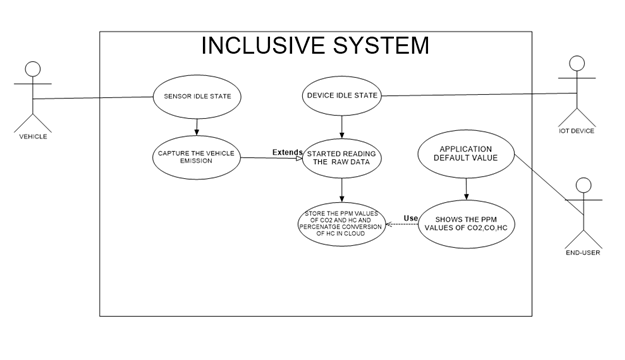 INCLUSIVE SYSTEM
SENSOR IDLE STATE
DEVICE IDLE STATE
VEHICLE
IOT DEVICE
CAPTURE THE VEHICLE
EMISSION
Extends
STARTED READING
THE RAW DATA
APPLICATION
DEFAULT VALUE
STORE THE PPM VALUES
OF CO2 AND HC AND
PERCENATGE CONVERSION
OF HC IN CLOUD
Use
SHOWS THE PPM
VALUES OF CO2,CO,HC
END-USER